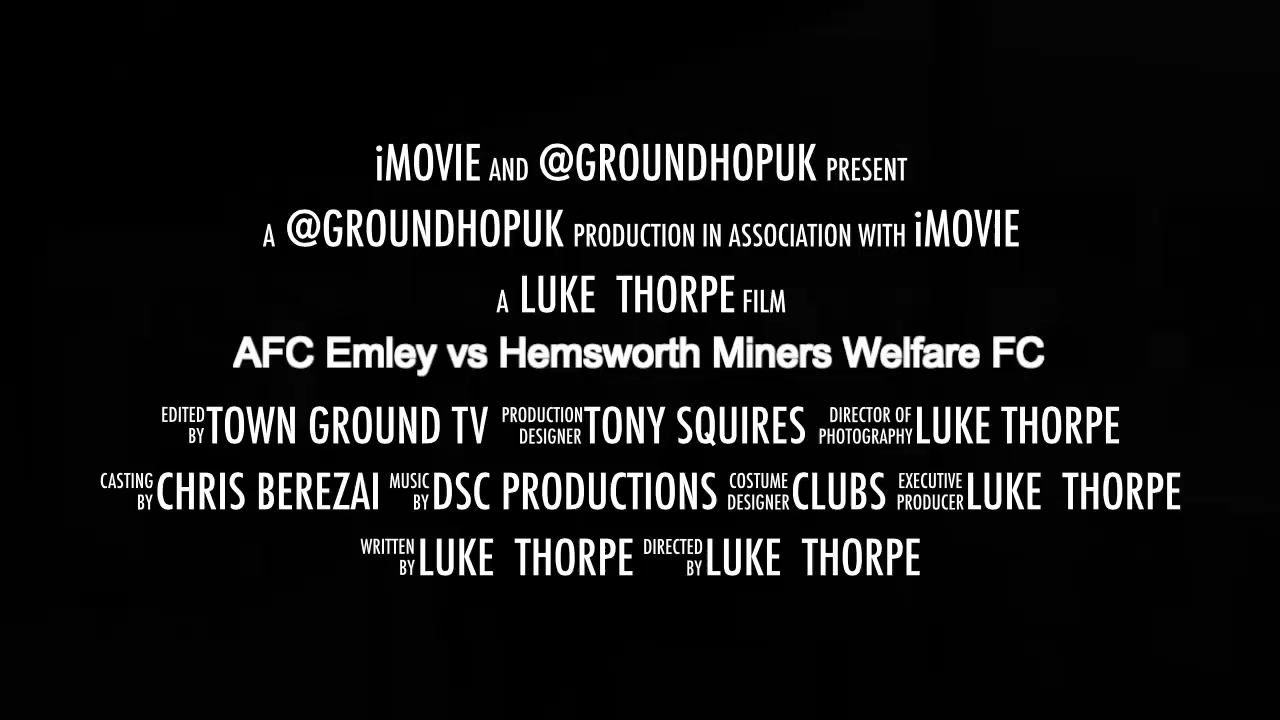 iMOVIE AND @GROUNDHOPUK PRESENT
A @GROUNDHOPUK PRODUCTION IN ASSOCIATION WITH iMOVIE
A LUKE THORPE FILM
AFC Emley vs Hemsworth Miners Welfare FC
EDITED BY TOWN GROUND TV PRODUCTION DESIGNER TONY SQUIRES DIRECTOR OF PHOTOGRAPHY LUKE THORPE
CASTING BY CHRIS BEREZAI MUSIC BY DSC PRODUCTIONS COSTUME DESIGNER CLUBS EXECUTIVE PRODUCER LUKE THORPE
WRITTEN BY LUKE THORPE DIRECTED BY LUKE THORPE